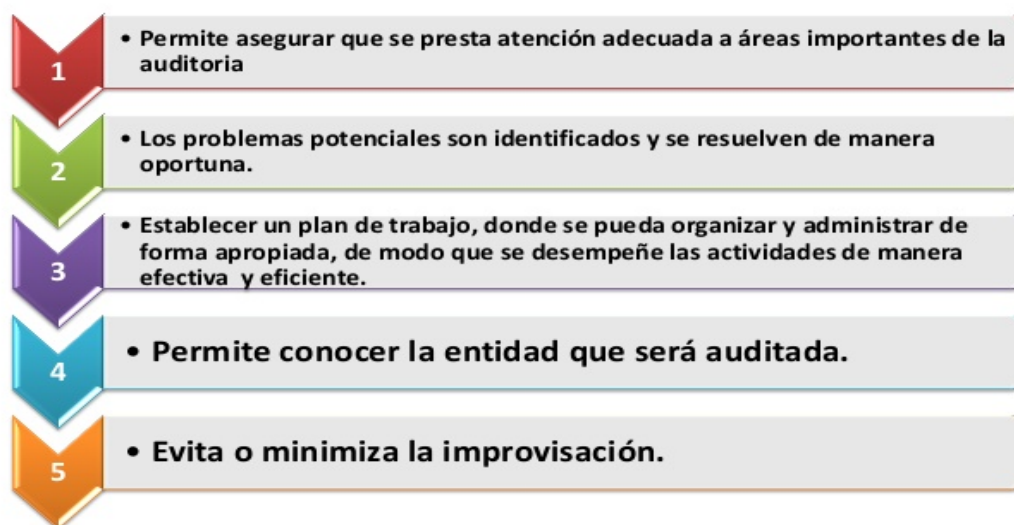 1
• Permite asegurar que se presta atención adecuada a áreas importantes de la
auditoria
2
• Los problemas potenciales son identificados y se resuelven de manera
oportuna.
3
• Establecer un plan de trabajo, donde se pueda organizar y administrar de
forma apropiada, de modo que se desempeñe las actividades de manera
efectiva y eficiente.
4
• Permite conocer la entidad que será auditada.
5
• Evita o minimiza la improvisación.